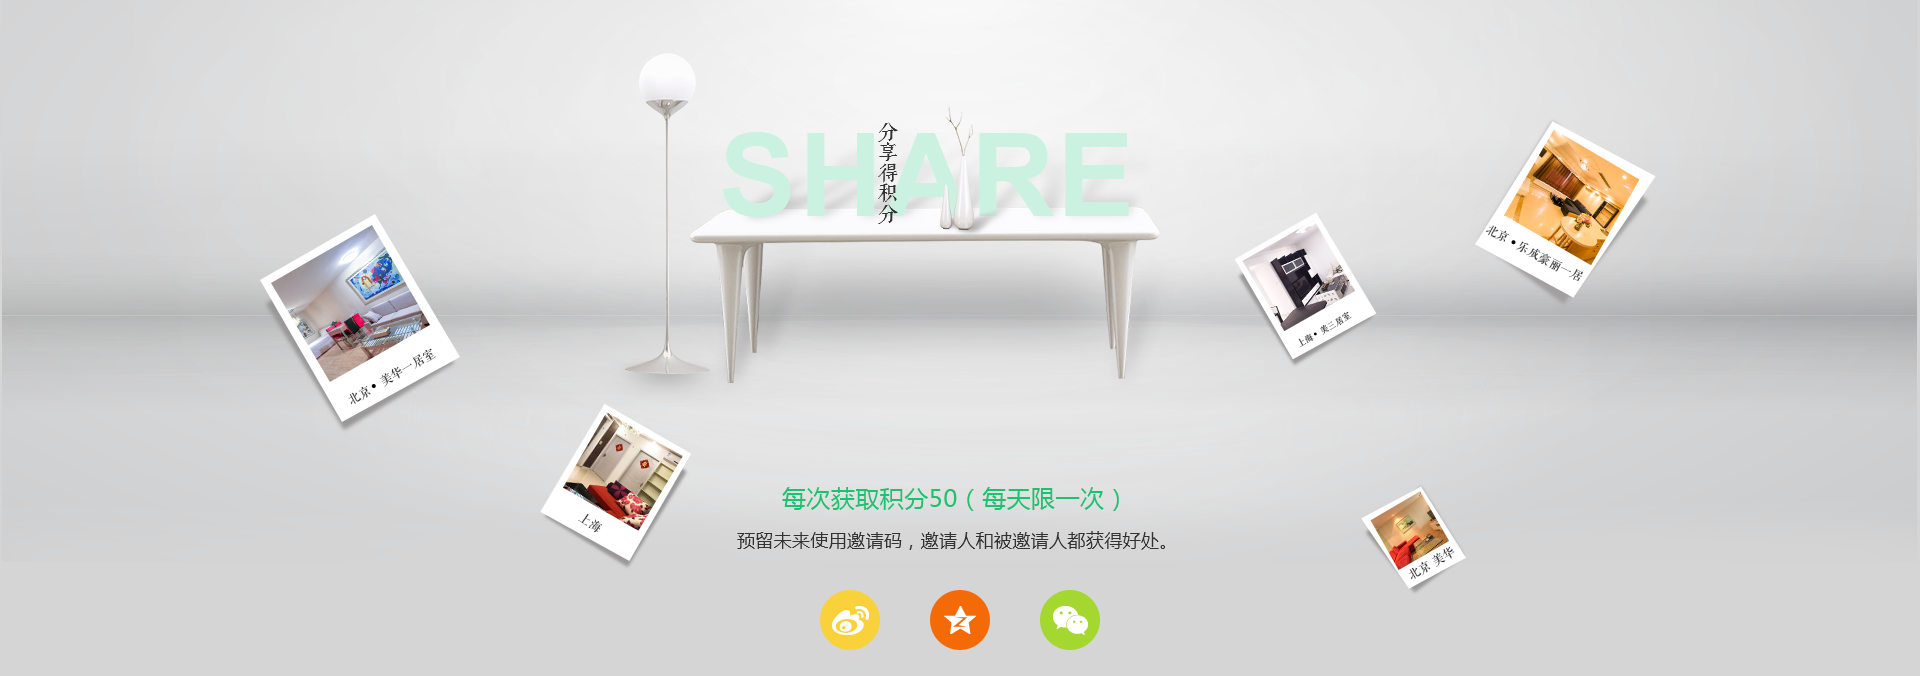 SHARE
分享得积分
北京•乐成豪丽一居
上海•美三居室
北京•美华一居室
上海
每次获取积分50（每天限一次）
预留未来使用邀请码，邀请人和被邀请人都获得好处。
北京 美华